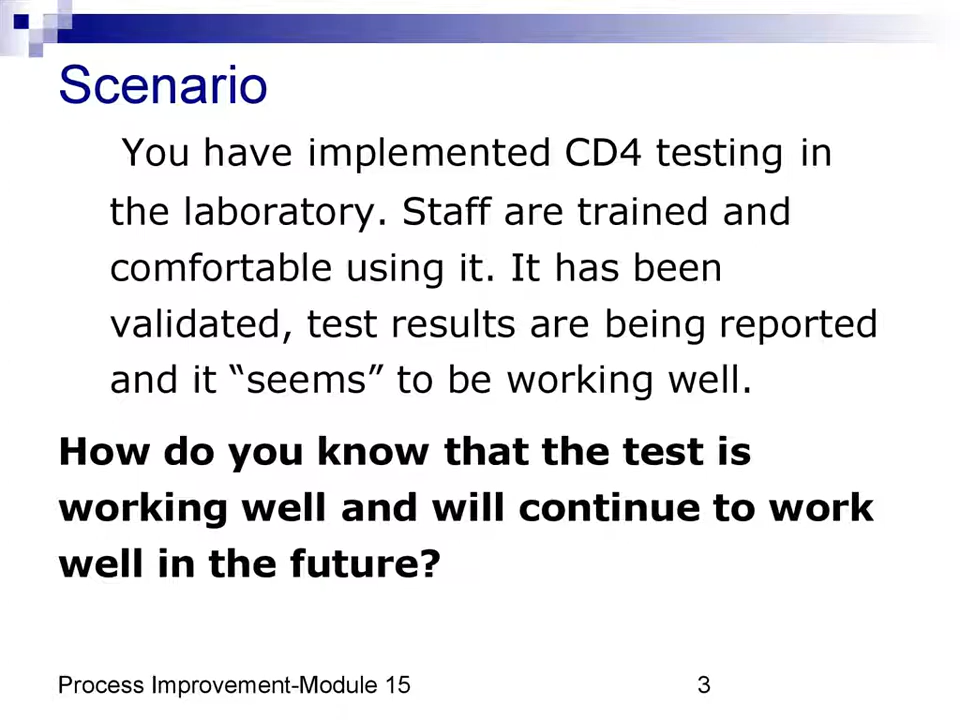 Scenario
You have implemented CD4 testing in
the laboratory. Staff are trained and
comfortable using it. It has been
validated, test results are being reported
and it “seems” to be working well.
How do you know that the test is
working well and will continue to work
well in the future?
Process Improvement-Module 15
3